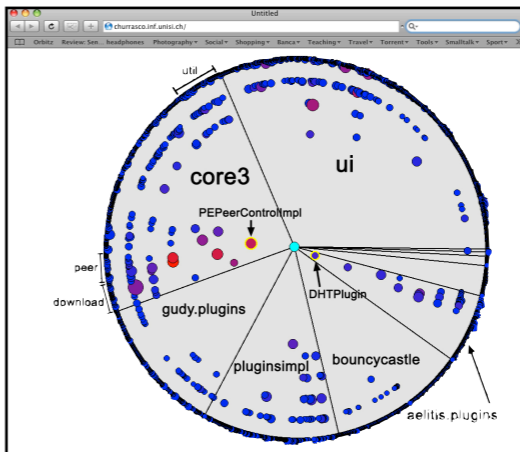 Untitled
churrasco.inf.unisi.ch/
Orbitz Review: Sen... headphones Photography Social Shopping Banca Teaching Travel Torrent Tools Smalltalk Sport
util
core3
ui
PEPeerControlImpl
peer
DHTPlugin
download
gudy.plugins
pluginsimpl
bouncycastle
aelitis.plugins